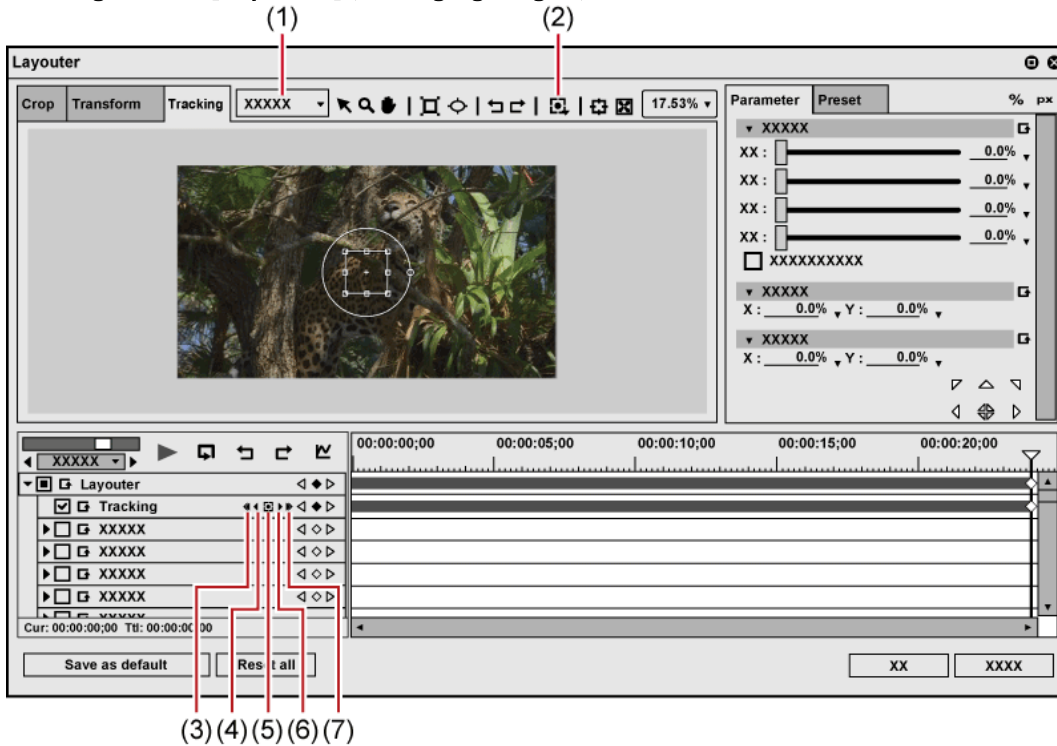 (1) (2)
Layouter
Crop Transform Tracking XXXXX 17.53%
Parameter Preset % px
XXXXX
XX : 0.0%
XX : 0.0%
XX : 0.0%
XX : 0.0%
XXXXXXXXXX
XXXXX
X : 0.0% Y : 0.0%
XXXXX
X : 0.0% Y : 0.0%
XXXXX
00:00:00;00 00:00:05;00 00:00:10;00 00:00:15;00 00:00:20;00
Layouter
Tracking
XXXXX
XXXXX
XXXXX
XXXXX
Cur: 00:00:00;00 Ttl: 00:00:00;00
Save as default Reset all XX XXXX
(3) (4) (5) (6) (7)